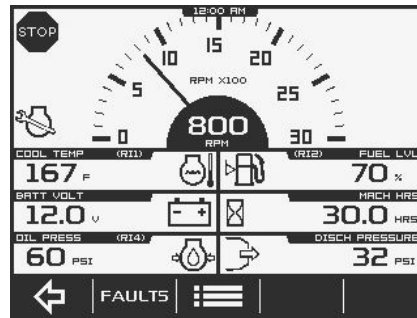 12:00 AM
STOP
0
5
10
15
20
25
30
RPM X100
800
RPM
COOL TEMP (RI1)
167 F
(RI2) FUEL LVL
70 %
BATT VOLT
12.0 V
MACH HRS
30.0 HRS
OIL PRESS (RI4)
60 PSI
DISCH PRESSURE
32 PSI
FAULTS